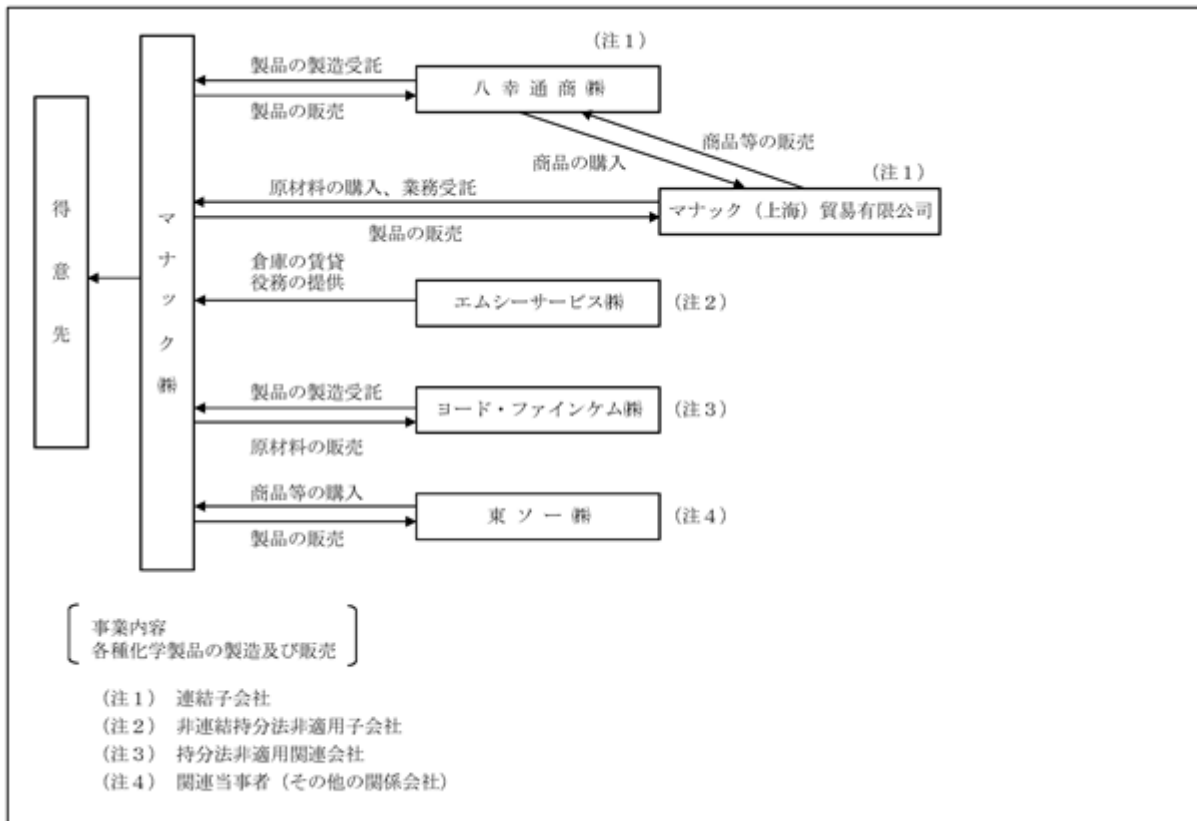 (注1)
製品の製造受託
八幸通商㈱
製品の販売
商品等の販売
商品の購入
(注1)
原材料の購入、業務受託
マナック(上海)貿易有限公司
製品の販売
得意先
マナック㈱
倉庫の賃貸
役務の提供
エムシーサービス㈱
(注2)
製品の製造受託
ヨード・ファインケム㈱
(注3)
原材料の販売
商品等の購入
東ソー㈱
(注4)
製品の販売
事業内容
各種化学製品の製造及び販売
(注1) 連結子会社
(注2) 非連結持分法非適用子会社
(注3) 持分法非適用関連会社
(注4) 関連当事者(その他の関係会社)